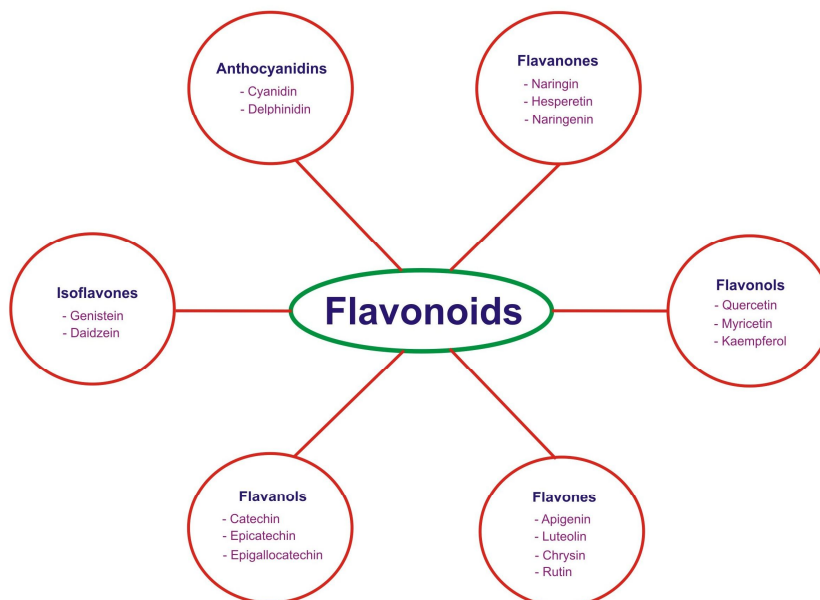 Anthocyanidins
- Cyanidin
- Delphinidin
Flavanones
- Naringin
- Hesperetin
- Naringenin
Isoflavones
- Genistein
- Daidzein
Flavonoids
Flavonols
- Quercetin
- Myricetin
- Kaempferol
Flavanols
- Catechin
- Epicatechin
- Epigallocatechin
Flavones
- Apigenin
- Luteolin
- Chrysin
- Rutin